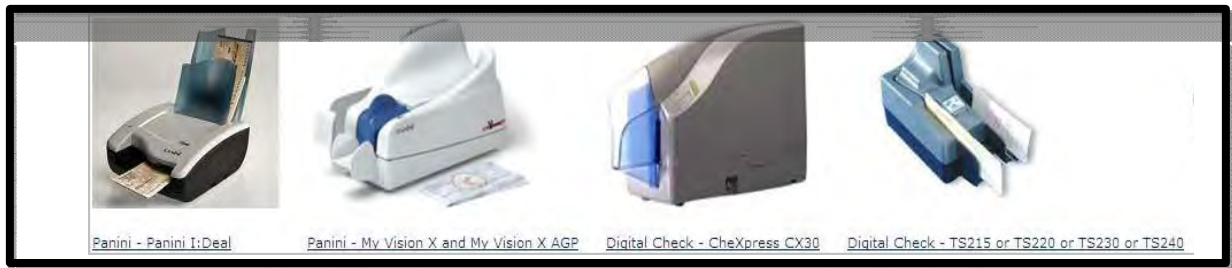 Panini - Panini I:Deal
Panini - My Vision X and My Vision X AGP
Digital Check - CheXpress CX30
Digital Check - TS215 or TS220 or TS230 or TS240